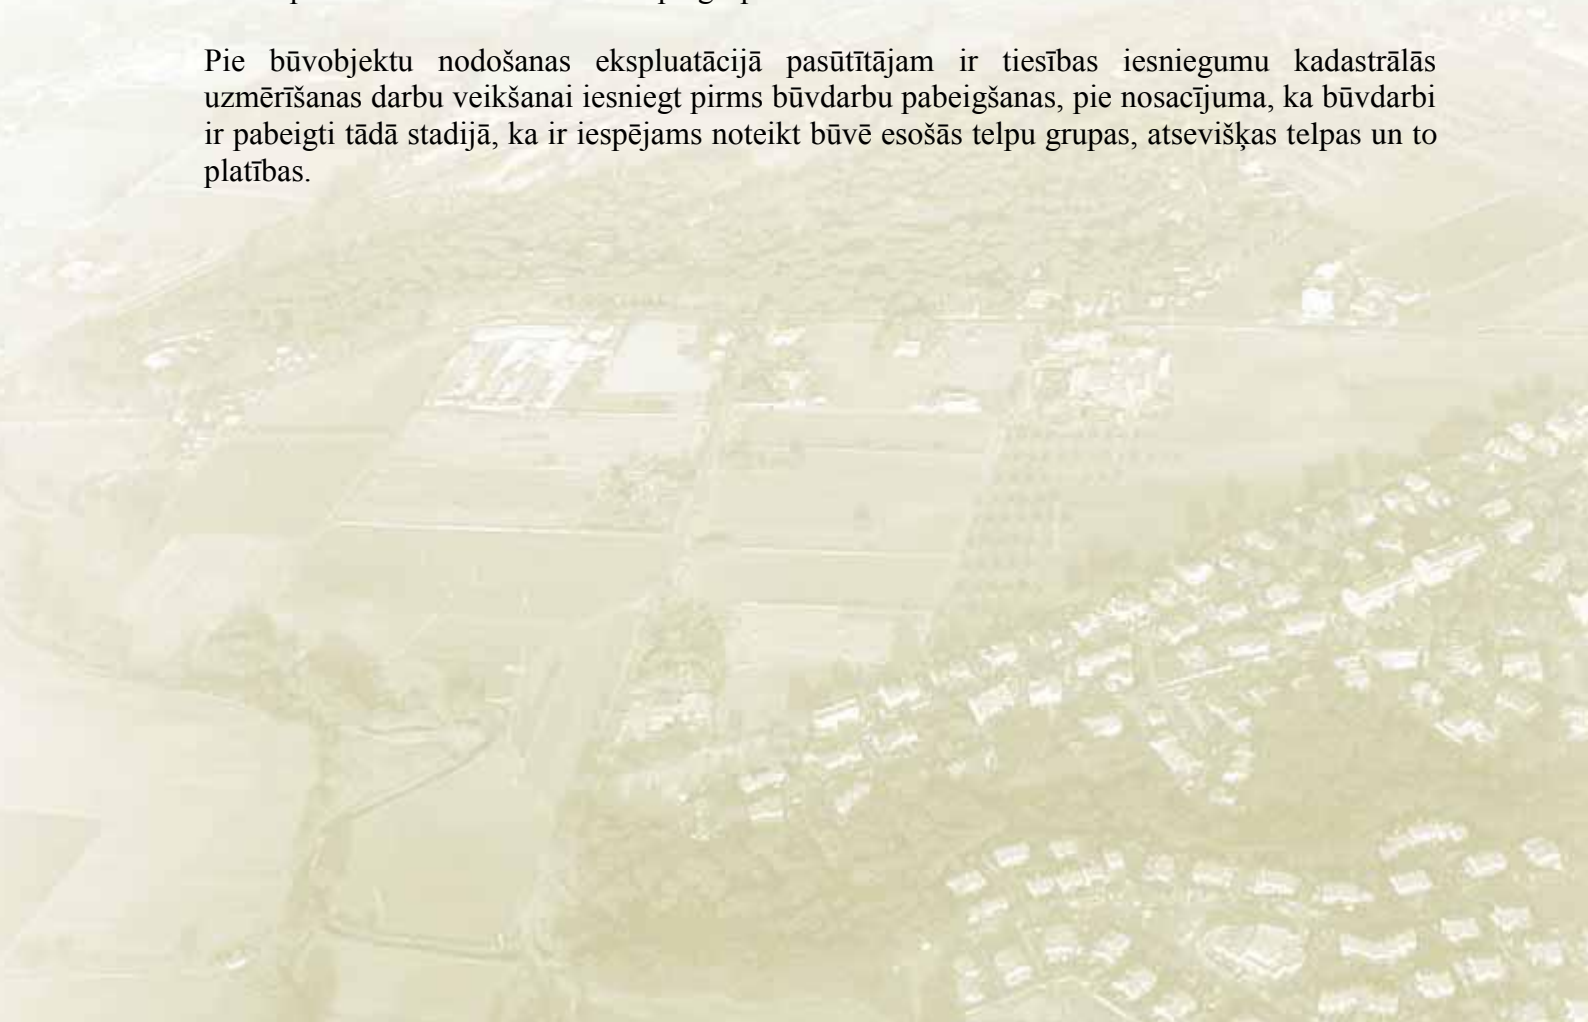 Pie būvobjektu nodošanas ekspluatācijā pasūtītājam ir tiesības iesniegumu kadastrālās
uzmērīšanas darbu veikšanai iesniegt pirms būvdarbu pabeigšanas, pie nosacījuma, ka būvdarbi
ir pabeigti tādā stadijā, ka ir iespējams noteikt būvē esošās telpu grupas, atsevišķas telpas un to
platības.